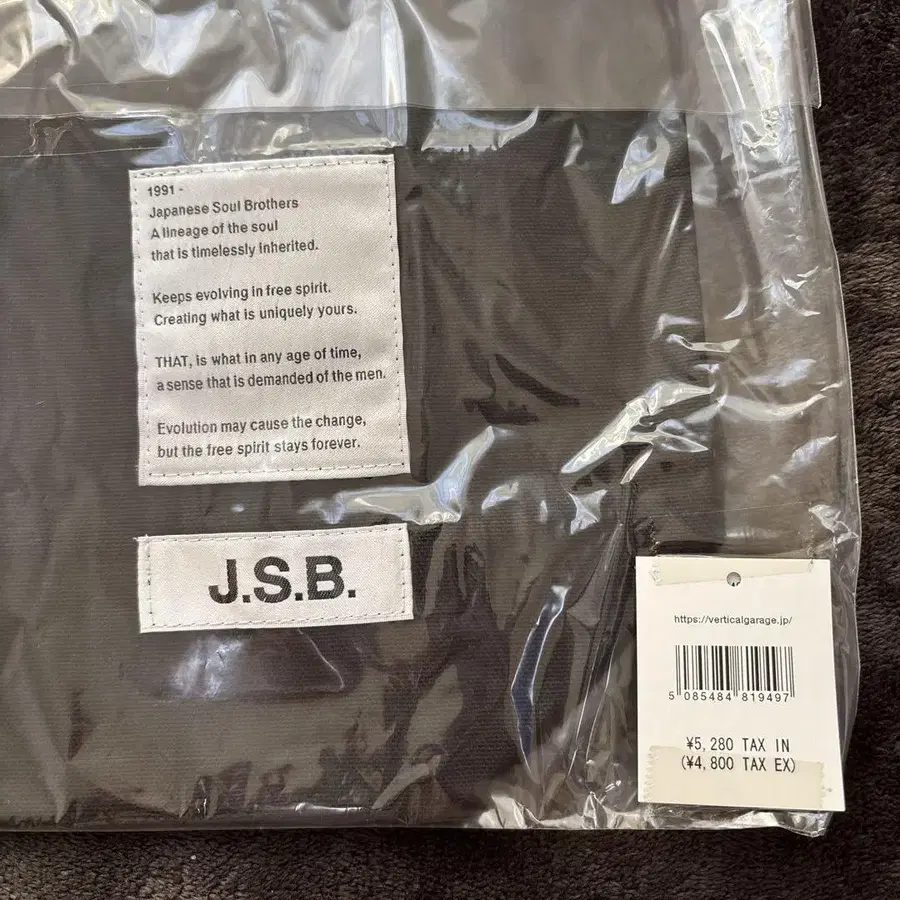 1991 -
Japanese Soul Brothers
A lineage of the soul
that is timelessly inherited.
Keeps evolving in free spirit.
Creating what is uniquely yours.
THAT, is what in any age of time,
a sense that is demanded of the men.
Evolution may cause the change,
but the free spirit stays forever.
J.S.B.
https://verticalgarage.jp/
5 085484 819497
¥5,280 TAX IN
(¥4,800 TAX EX)